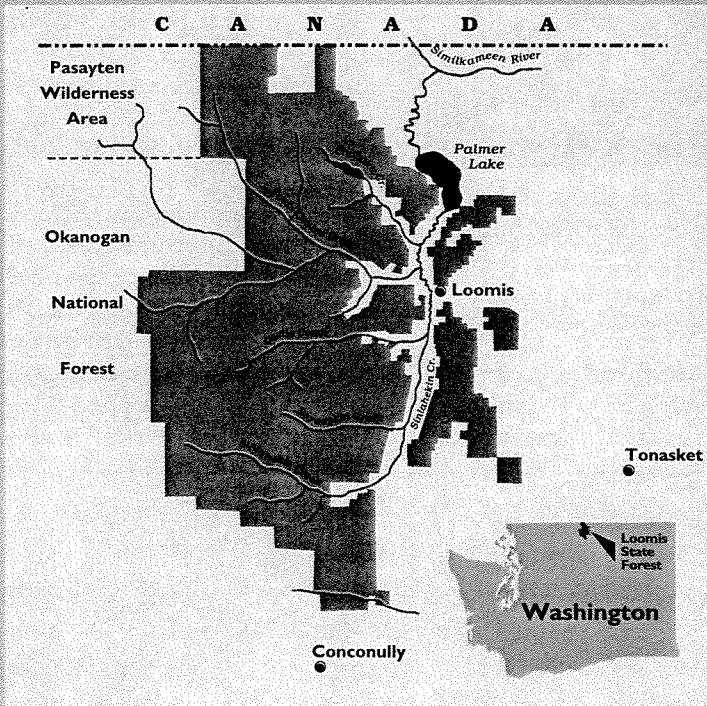 C A N A D A
Similkameen River
Pasayten
Wilderness
Area
Palmer
Lake
Okanogan
National
Forest
Loomis
Sinlahekin Cr.
Tonasket
Loomis
State
Forest
Washington
Conconully